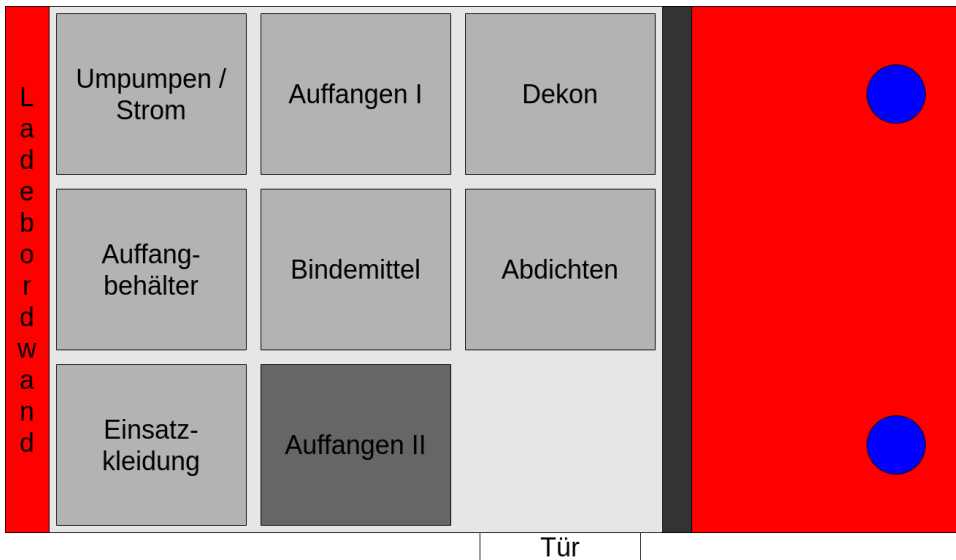 Ladebordwand
Umpumpen /
Strom
Auffangen I
Dekon
Auffang-
behälter
Bindemittel
Abdichten
Einsatz-
kleidung
Auffangen II
Tür